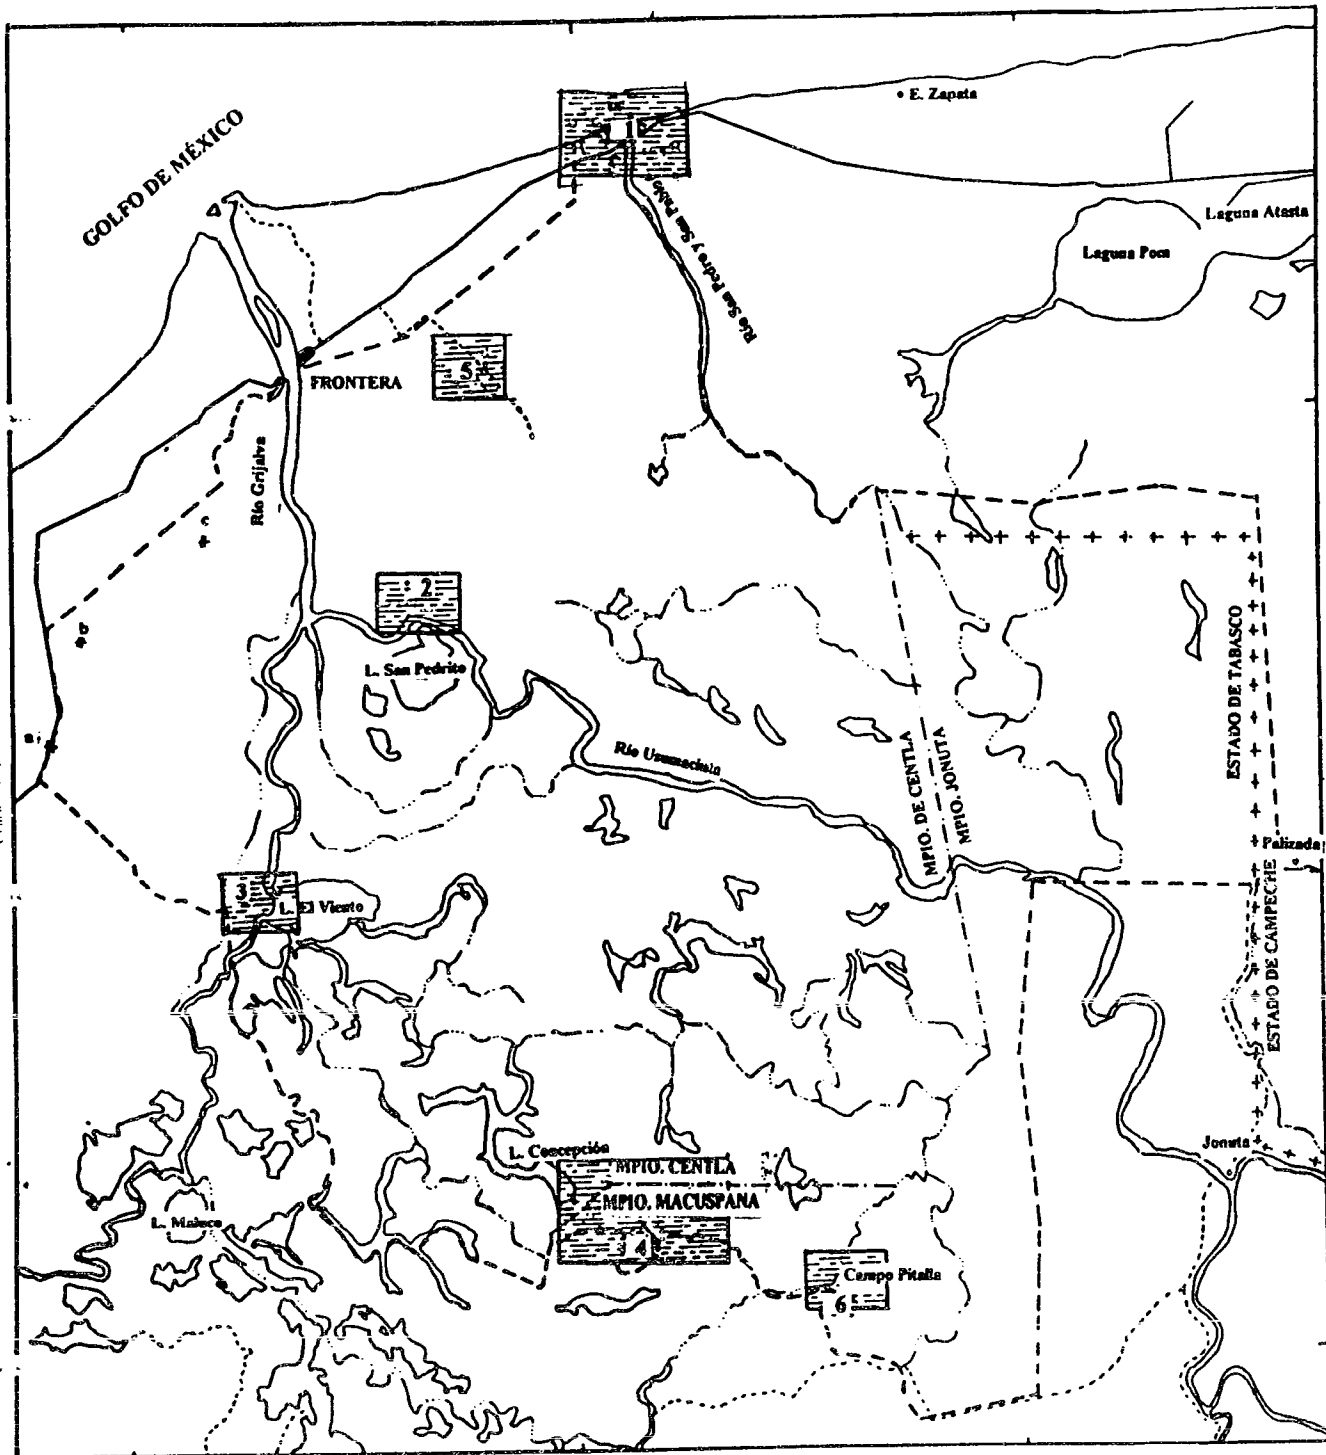 E. Zapata
1
GOLFO DE MÉXICO
Río San Pedro y San Pablo
Laguna Atasta
Laguna Pom
5
FRONTERA
Río Grijalva
2
L. San Pedrito
Río Usumacinta
MPIO. DE CENTLA
MPIO. JONUTA
ESTADO DE TABASCO
ESTADO DE CAMPECHE
Palizada
3
L. El Viento
Jonuta
L. Concepción
MPIO. CENTLA
MPIO. MACUSPANA
4
Campo Pitalla
6